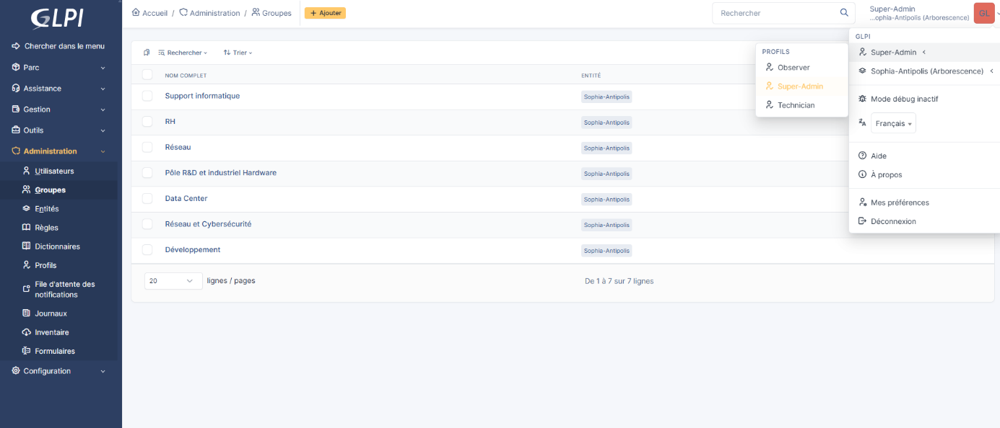 GLPI
Chercher dans le menu
Parc
Assistance
Gestion
Outils
Administration
Utilisateurs
Groupes
Entités
Règles
Dictionnaires
Profils
File d'attente des
notifications
Journaux
Inventaire
Formulaires
Configuration
Accueil / Administration / Groupes
+ Ajouter
Rechercher
Super-Admin
...ophia-Antipolis (Arborescence)
GL
Rechercher
Trier
NOM COMPLET
ENTITÉ
Support informatique
Sophia-Antipolis
RH
Sophia-Antipolis
Réseau
Sophia-Antipolis
Pôle R&D et industriel Hardware
Sophia-Antipolis
Data Center
Sophia-Antipolis
Réseau et Cybersécurité
Sophia-Antipolis
Développement
Sophia-Antipolis
20
lignes / pages
De 1 à 7 sur 7 lignes
PROFILS
Observer
Super-Admin
Technician
GLPI
Super-Admin
Sophia-Antipolis (Arborescence)
Mode débug inactif
Français
Aide
À propos
Mes préférences
Déconnexion